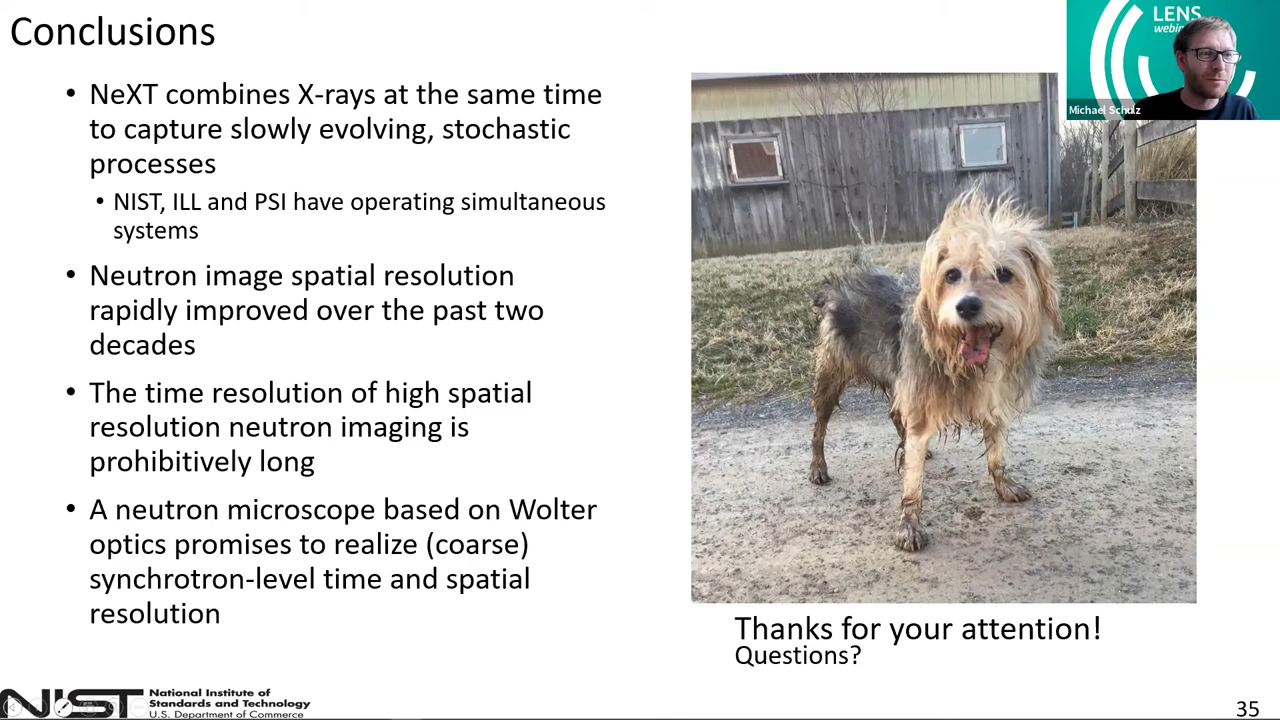 Conclusions
LENS
webin
Michael Schulz
• NeXT combines X-rays at the same time
to capture slowly evolving, stochastic
processes
• NIST, ILL and PSI have operating simultaneous
systems
• Neutron image spatial resolution
rapidly improved over the past two
decades
• The time resolution of high spatial
resolution neutron imaging is
prohibitively long
• A neutron microscope based on Wolter
optics promises to realize (coarse)
synchrotron-level time and spatial
resolution
Thanks for your attention!
Questions?
NIST
National Institute of
Standards and Technology
U.S. Department of Commerce
35